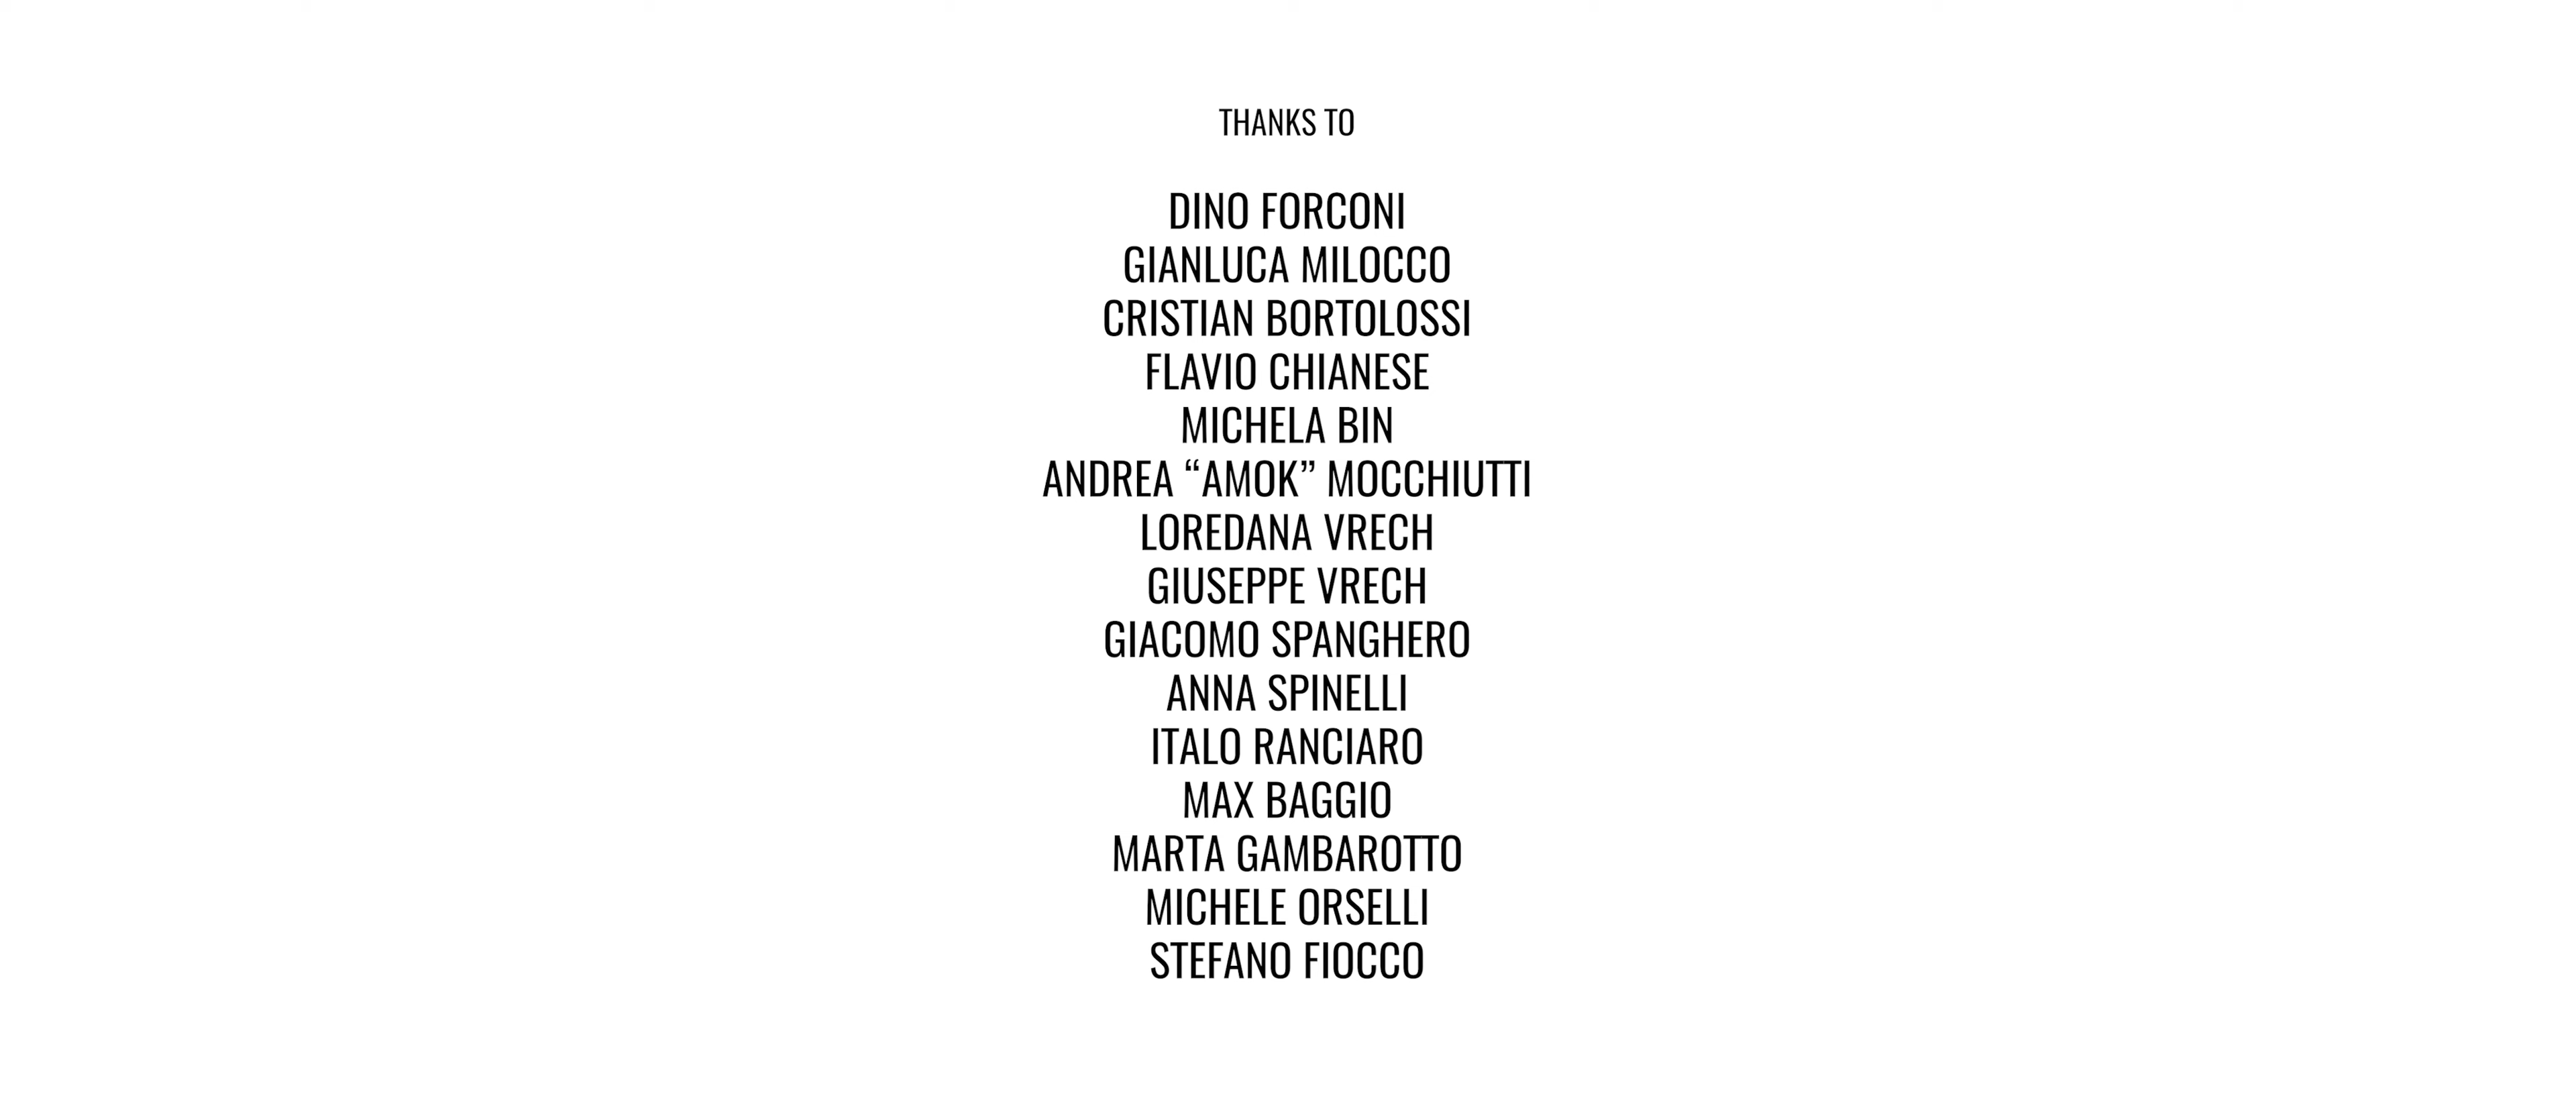 THANKS TO
DINO FORCONI
GIANLUCA MILOCCO
CRISTIAN BORTOLOSSI
FLAVIO CHIANESE
MICHELA BIN
ANDREA “AMOK” MOCCHIUTTI
LOREDANA VRECH
GIUSEPPE VRECH
GIACOMO SPANGHERO
ANNA SPINELLI
ITALO RANCIARO
MAX BAGGIO
MARTA GAMBAROTTO
MICHELE ORSELLI
STEFANO FIOCCO